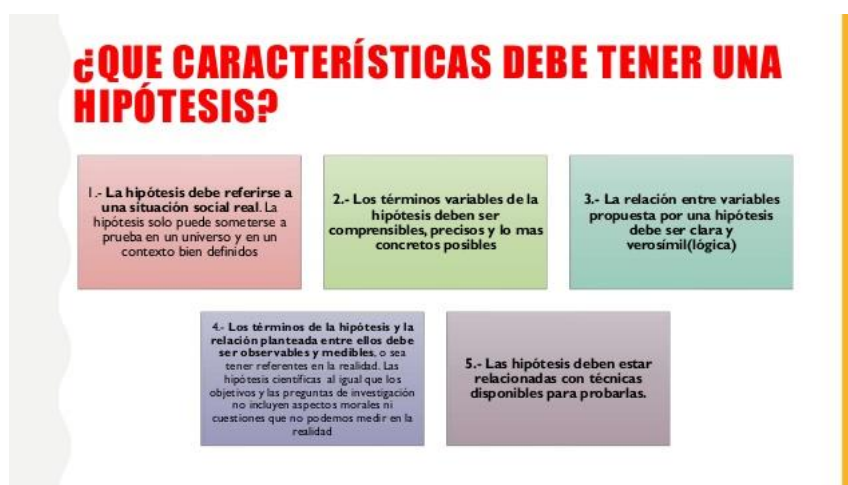 ¿QUE CARACTERÍSTICAS DEBE TENER UNA
HIPÓTESIS?
1.- La hipótesis debe referirse a
una situación social real. La
hipótesis solo puede someterse a
prueba en un universo y en un
contexto bien definidos
2.- Los términos variables de la
hipótesis deben ser
comprensibles, precisos y lo mas
concretos posibles
3.- La relación entre variables
propuesta por una hipótesis
debe ser clara y
verosímil(lógica)
4.- Los términos de la hipótesis y la
relación planteada entre ellos debe
ser observables y medibles, o sea
tener referentes en la realidad. Las
hipótesis científicas al igual que los
objetivos y las preguntas de investigación
no incluyen aspectos morales ni
cuestiones que no podemos medir en la
realidad
5.- Las hipótesis deben estar
relacionadas con técnicas
disponibles para probarlas.